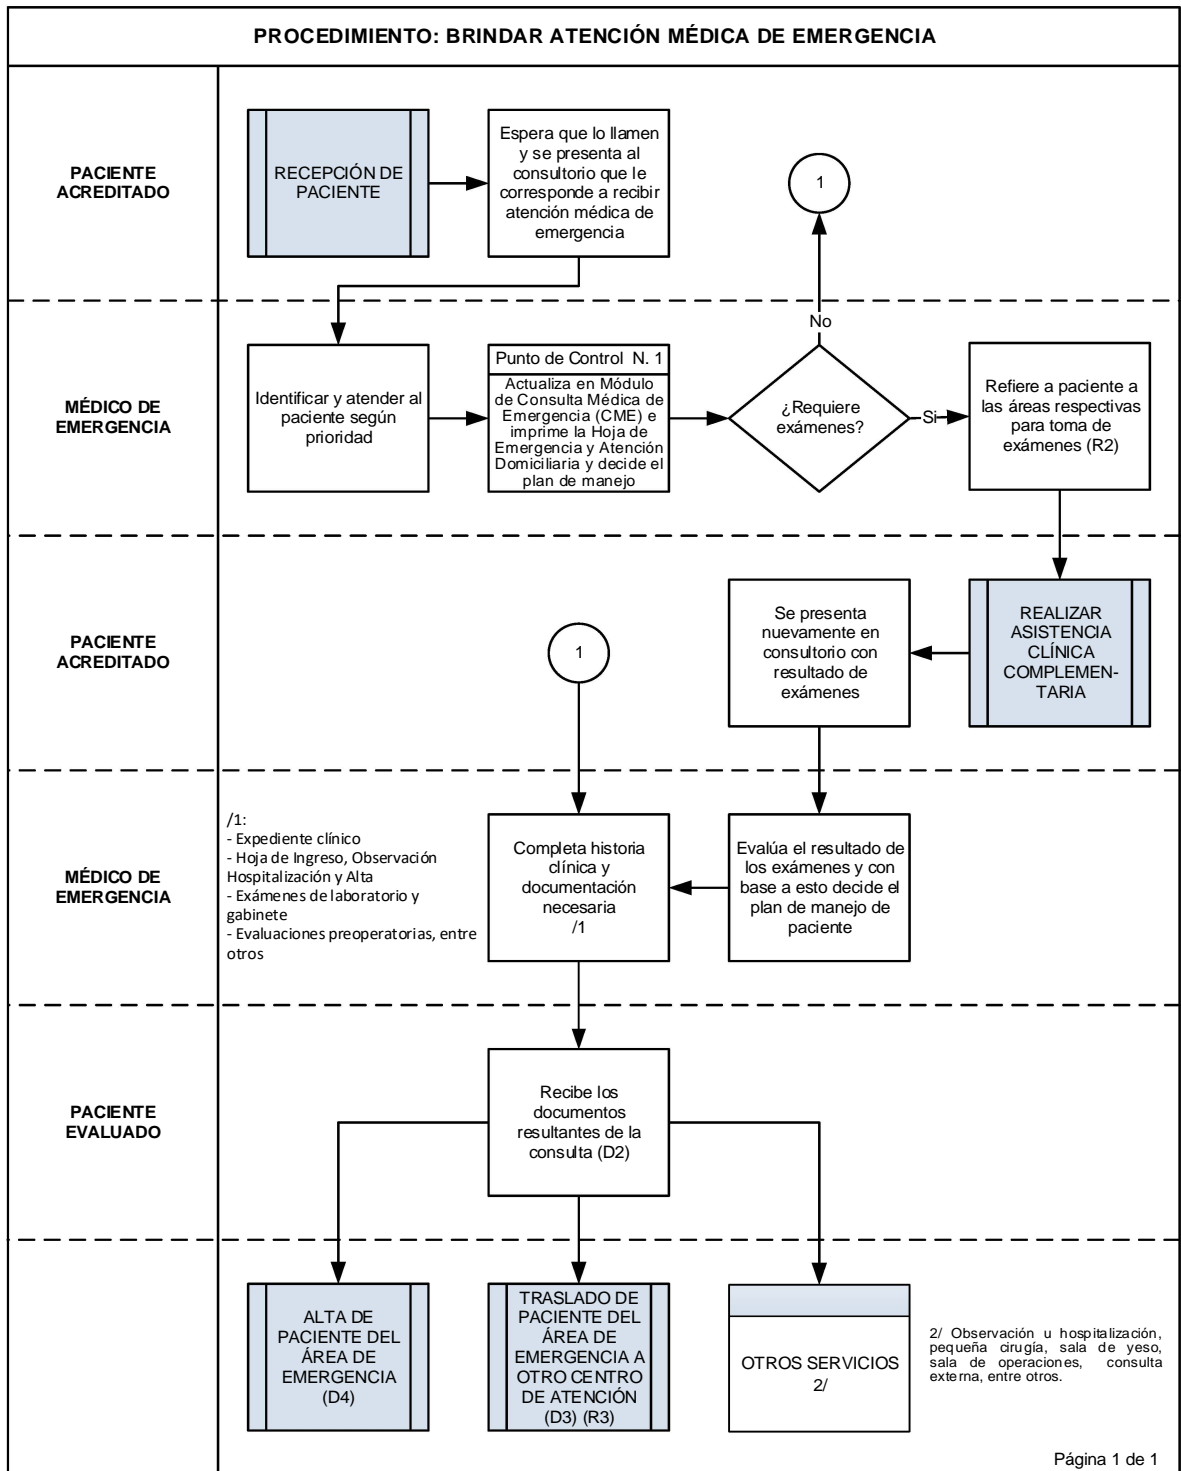 PROCEDIMIENTO: BRINDAR ATENCIÓN MÉDICA DE EMERGENCIA
PACIENTE
ACREDITADO
RECEPCIÓN DE
PACIENTE
Espera que lo llamen
y se presenta al
consultorio que le
corresponde a recibir
atención médica de
emergencia
1
MÉDICO DE
EMERGENCIA
Identificar y atender al
paciente según
prioridad
Punto de Control N. 1
Actualiza en Módulo
de Consulta Médica de
Emergencia (CME) e
imprime la Hoja de
Emergencia y Atención
Domiciliaria y decide el
plan de manejo
No
¿Requiere
exámenes?
Si
Refiere a paciente a
las áreas respectivas
para toma de
exámenes (R2)
PACIENTE
ACREDITADO
1
Se presenta
nuevamente en
consultorio con
resultado de
exámenes
REALIZAR
ASISTENCIA
CLÍNICA
COMPLEMEN-
TARIA
MÉDICO DE
EMERGENCIA
/1:
- Expediente clínico
- Hoja de Ingreso, Observación
Hospitalización y Alta
- Exámenes de laboratorio y
gabinete
- Evaluaciones preoperatorias, entre
otros
Completa historia
clínica y
documentación
necesaria
/1
Evalúa el resultado de
los exámenes y con
base a esto decide el
plan de manejo de
paciente
PACIENTE
EVALUADO
Recibe los
documentos
resultantes de la
consulta (D2)
ALTA DE
PACIENTE DEL
ÁREA DE
EMERGENCIA
(D4)
TRASLADO DE
PACIENTE DEL
ÁREA DE
EMERGENCIA A
OTRO CENTRO
DE ATENCIÓN
(D3) (R3)
OTROS SERVICIOS
2/
2/ Observación u hospitalización,
pequeña cirugía, sala de yeso,
sala de operaciones, consulta
externa, entre otros.
Página 1 de 1